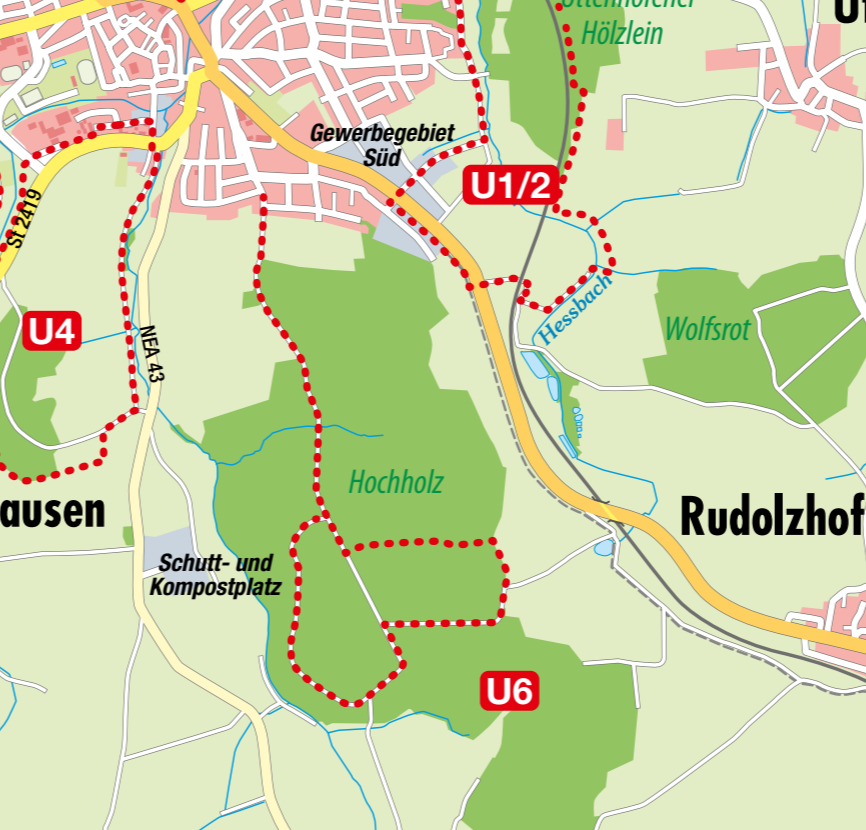 Hölzlein
Gewerbegebiet
Süd
U1/2
St 2419
Hessbach
U4
NEA 43
Wolfsrot
Hochholz
ausen
Rudolzhof
Schutt- und
Kompostplatz
U6